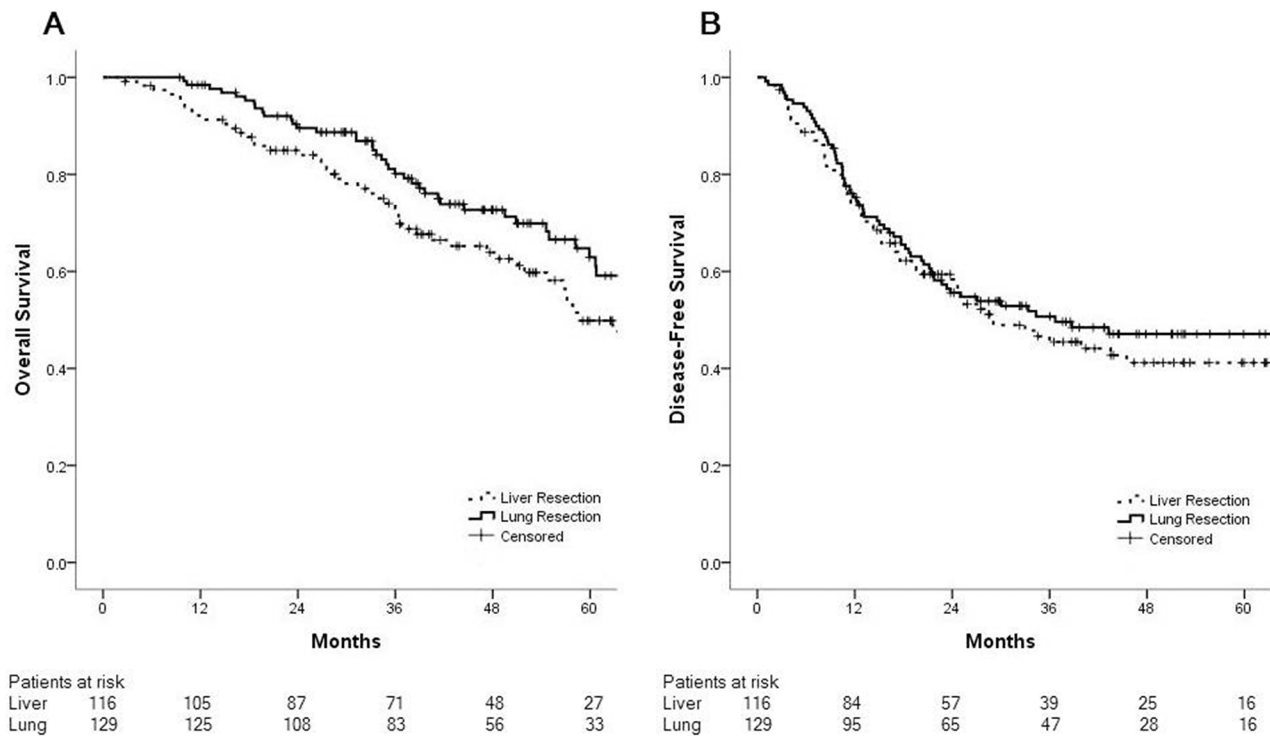 A
Overall Survival
1.0
0.8
0.6
0.4
0.2
0.0
Liver Resection
Lung Resection
Censored
0 12 24 36 48 60
Months
Patients at risk
Liver 116 105 87 71 48 27
Lung 129 125 108 83 56 33
B
Disease-Free Survival
1.0
0.8
0.6
0.4
0.2
0.0
Liver Resection
Lung Resection
Censored
0 12 24 36 48 60
Months
Patients at risk
Liver 116 84 57 39 25 16
Lung 129 95 65 47 28 16